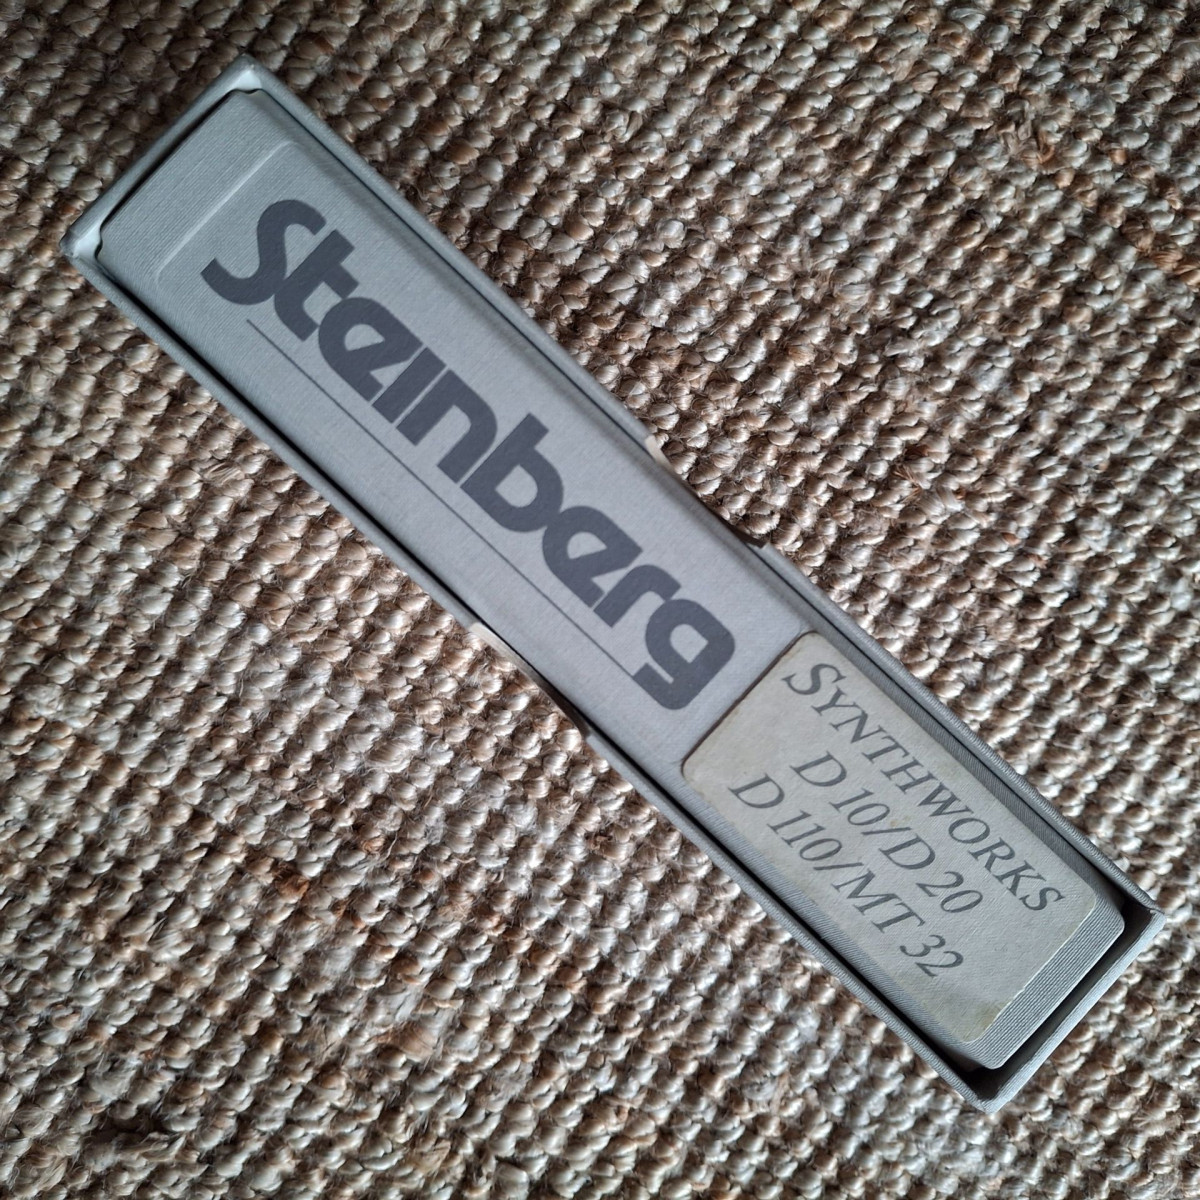 Steinberg
SYNTHWORKS
D 10/D 20
D 110/MT 32